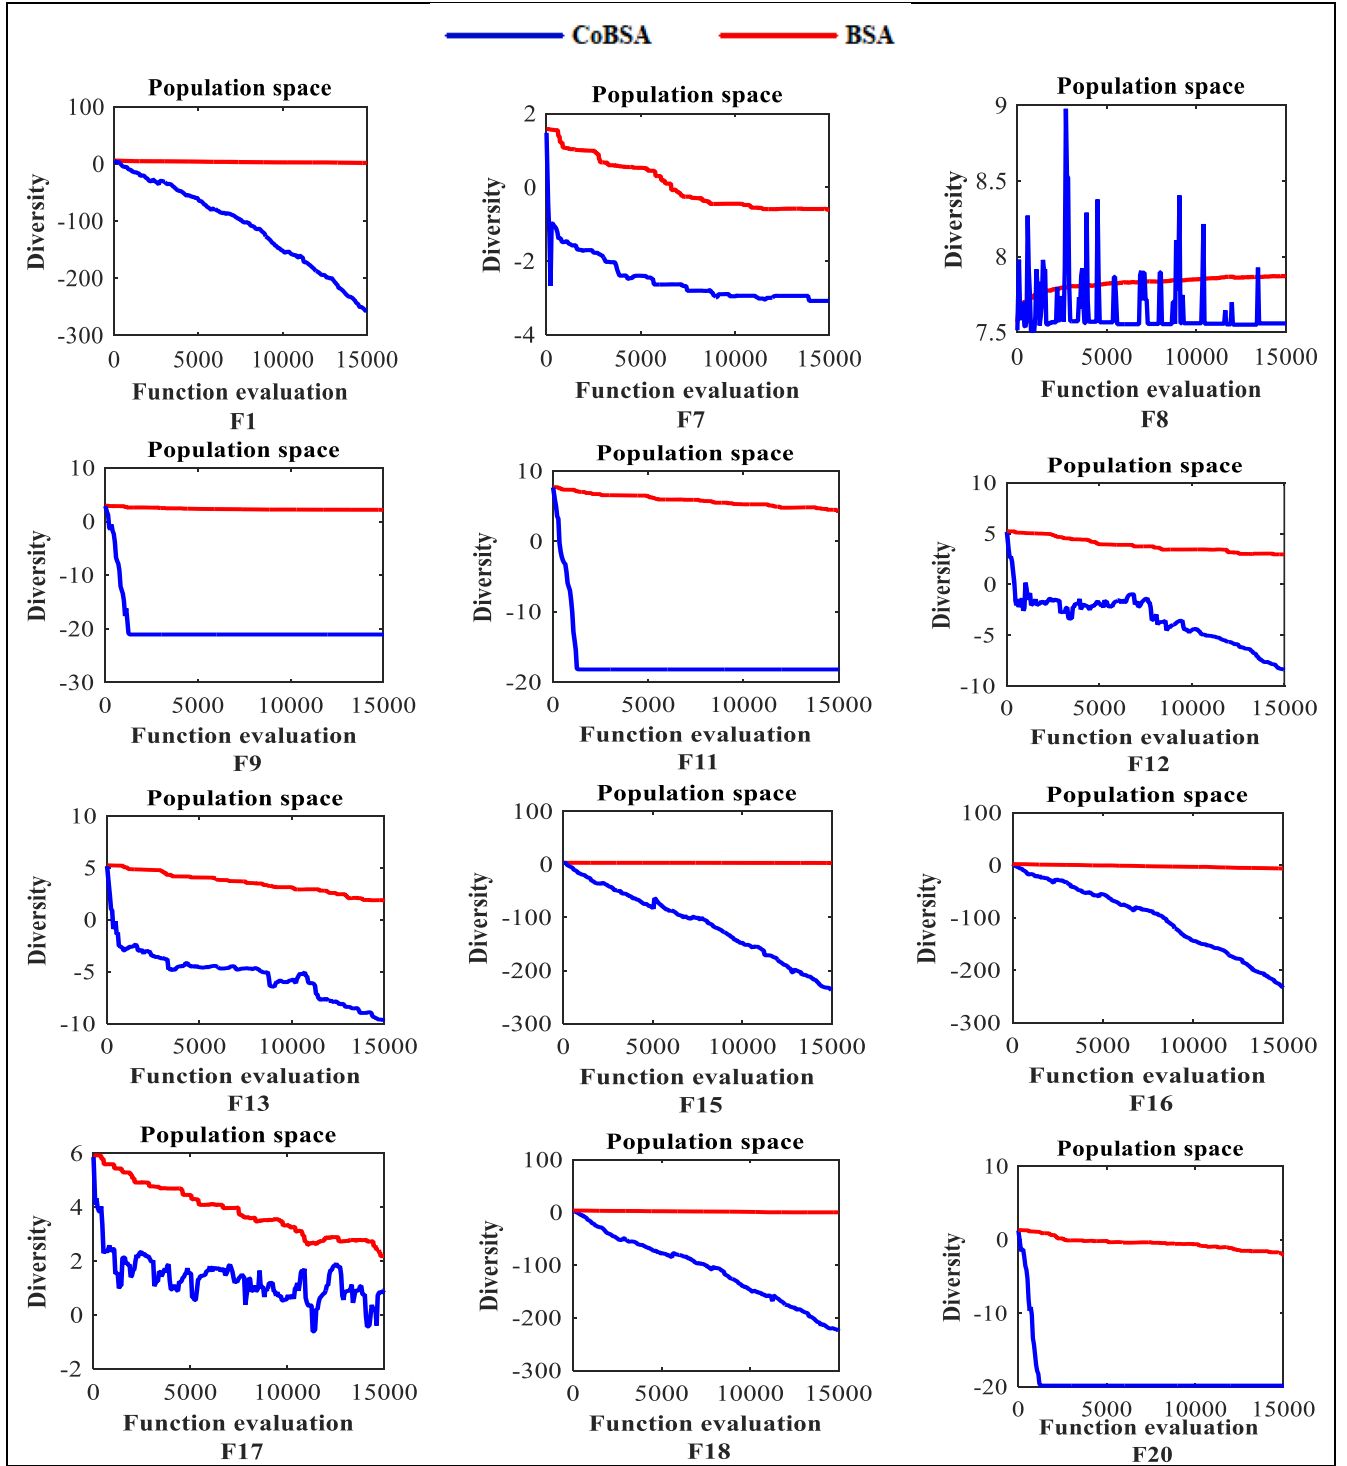 CoBSA BSA
Population space Population space Population space
100 2 9
0 0 8.5
-100 -2 8
-200 -4 7.5
-300
Diversity Diversity Diversity
0 5000 10000 15000 0 5000 10000 15000 0 5000 10000 15000
Function evaluation Function evaluation Function evaluation
F1 F7 F8
Population space Population space Population space
10 10 10
0 0 5
-10 -10 0
-20 -20 -5
-30 -10
Diversity Diversity Diversity
0 5000 10000 15000 0 5000 10000 15000 0 5000 10000 15000
Function evaluation Function evaluation Function evaluation
F9 F11 F12
Population space Population space Population space
10 100 100
5 0 0
0 -100 -100
-5 -200 -200
-10 -300 -300
Diversity Diversity Diversity
0 5000 10000 15000 0 5000 10000 15000 0 5000 10000 15000
Function evaluation Function evaluation Function evaluation
F13 F15 F16
Population space Population space Population space
6 100 10
4 0 0
2 -100 -10
0 -200 -20
-2 -300
Diversity Diversity Diversity
0 5000 10000 15000 0 5000 10000 15000 0 5000 10000 15000
Function evaluation Function evaluation Function evaluation
F17 F18 F20